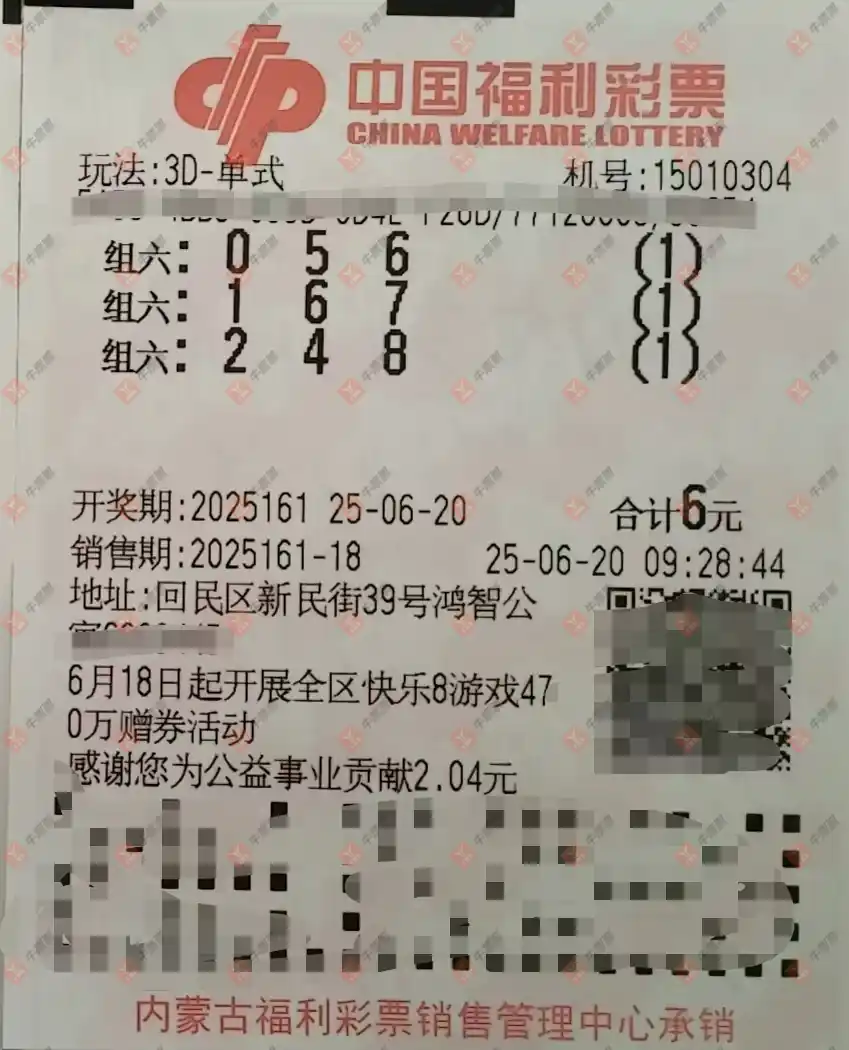 中国福利彩票
CHINA WELFARE LOTTERY
玩法:3D-单式 机号:15010304
组六: 0 5 6 (1)
组六: 1 6 7 (1)
组六: 2 4 8 (1)
开奖期:2025161 25-06-20 合计6元
销售期:2025161-18 25-06-20 09:28:44
地址:回民区新民街39号鸿智公
6月18日起开展全区快乐8游戏47
0万赠券活动
感谢您为公益事业贡献2.04元
内蒙古福利彩票销售管理中心承销